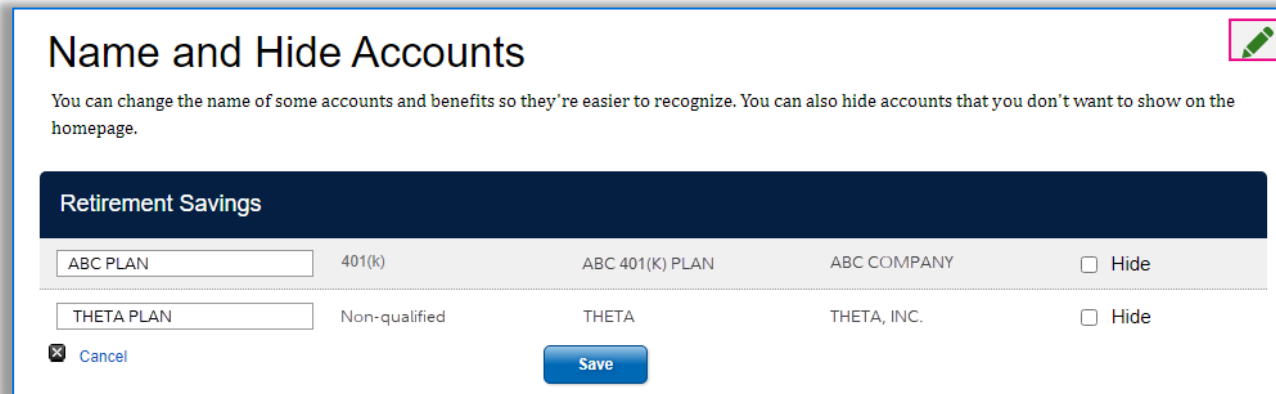 Name and Hide Accounts
You can change the name of some accounts and benefits so they're easier to recognize. You can also hide accounts that you don't want to show on the
homepage.
Retirement Savings
ABC PLAN 401(k) ABC 401(K) PLAN ABC COMPANY Hide
THETA PLAN Non-qualified THETA THETA, INC. Hide
Cancel Save